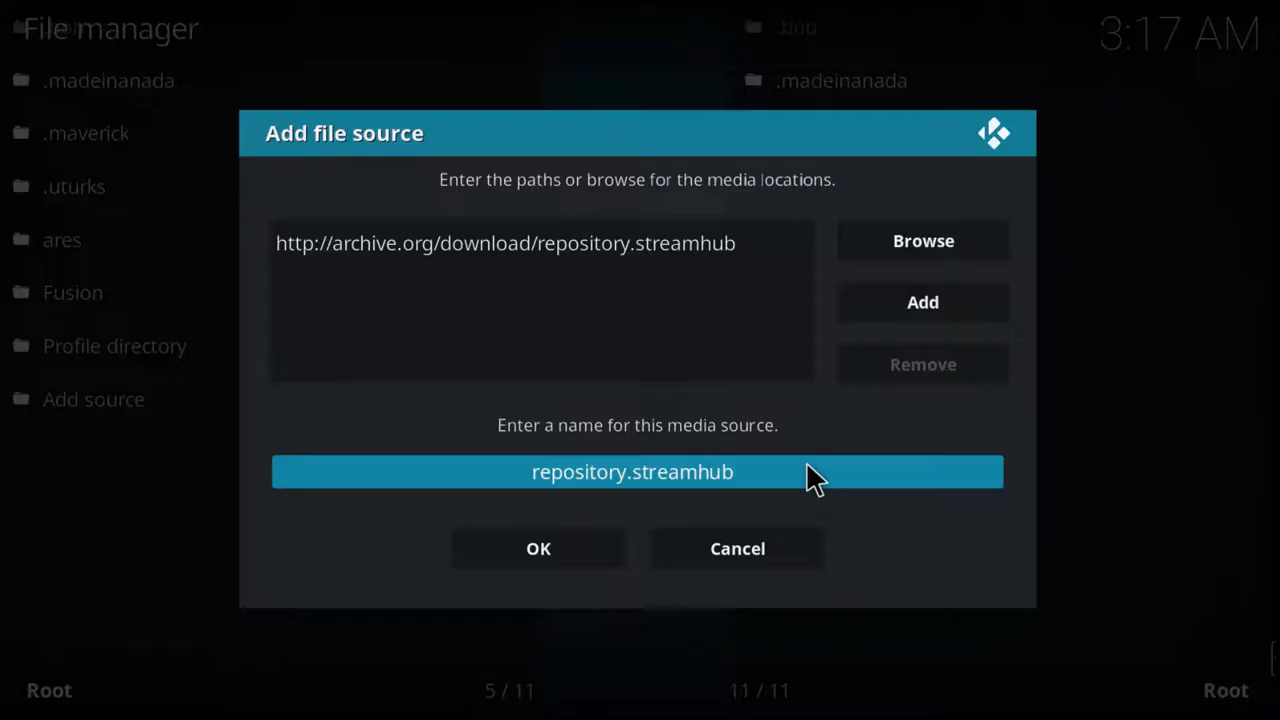 File manager
3:17 AM
.bob
.madeinanada
.madeinanada
.maverick
.uturks
ares
Fusion
Profile directory
Add source
Add file source
Enter the paths or browse for the media locations.
http://archive.org/download/repository.streamhub
Browse
Add
Remove
Enter a name for this media source.
repository.streamhub
OK
Cancel
Root
5 / 11
11 / 11
Root